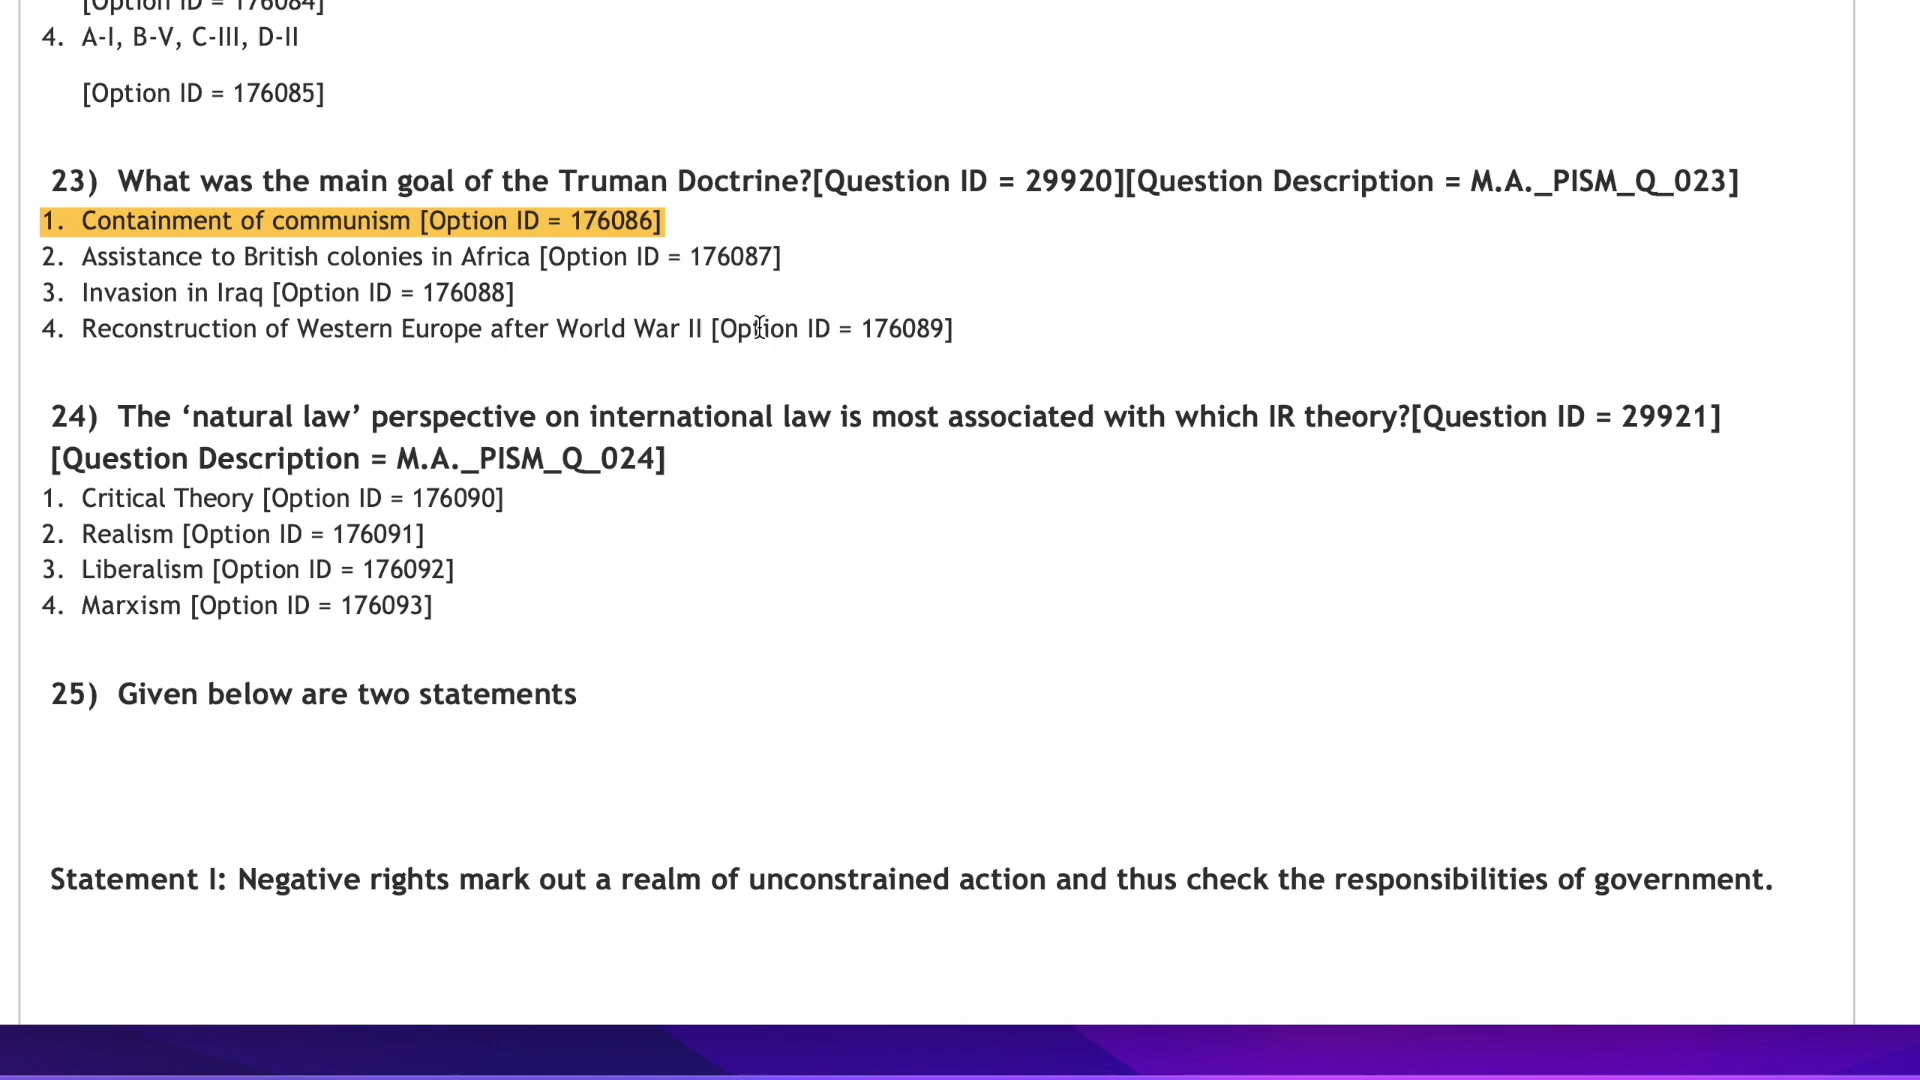 [Option ID = 176084]
4. A-I, B-V, C-III, D-II
[Option ID = 176085]
23) What was the main goal of the Truman Doctrine?[Question ID = 29920][Question Description = M.A._PISM_Q_023]
1. Containment of communism [Option ID = 176086]
2. Assistance to British colonies in Africa [Option ID = 176087]
3. Invasion in Iraq [Option ID = 176088]
4. Reconstruction of Western Europe after World War II [Option ID = 176089]
24) The ‘natural law’ perspective on international law is most associated with which IR theory?[Question ID = 29921]
[Question Description = M.A._PISM_Q_024]
1. Critical Theory [Option ID = 176090]
2. Realism [Option ID = 176091]
3. Liberalism [Option ID = 176092]
4. Marxism [Option ID = 176093]
25) Given below are two statements
Statement I: Negative rights mark out a realm of unconstrained action and thus check the responsibilities of government.